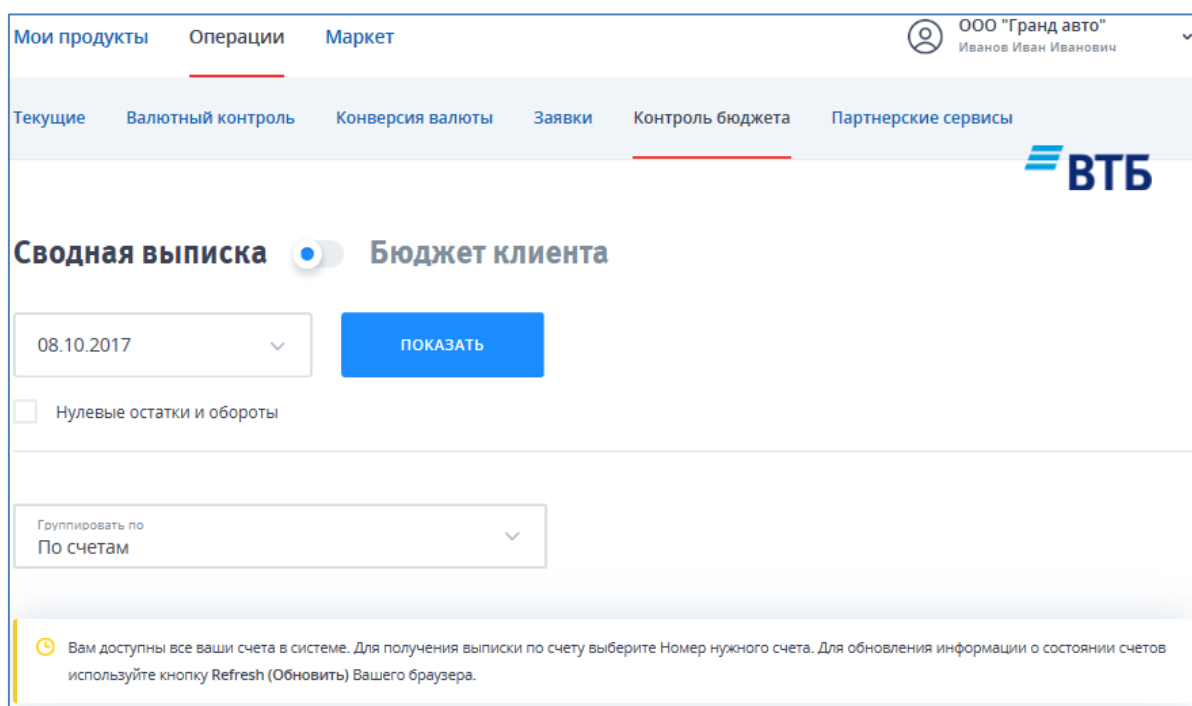 Мои продукты Операции Маркет ООО "Гранд авто"
Иванов Иван Иванович
Текущие Валютный контроль Конверсия валюты Заявки Контроль бюджета Партнерские сервисы
ВТБ
Сводная выписка Бюджет клиента
08.10.2017 ПОКАЗАТЬ
Нулевые остатки и обороты
Группировать по
По счетам
Вам доступны все ваши счета в системе. Для получения выписки по счету выберите Номер нужного счета. Для обновления информации о состоянии счетов
используйте кнопку Refresh (Обновить) Вашего браузера.